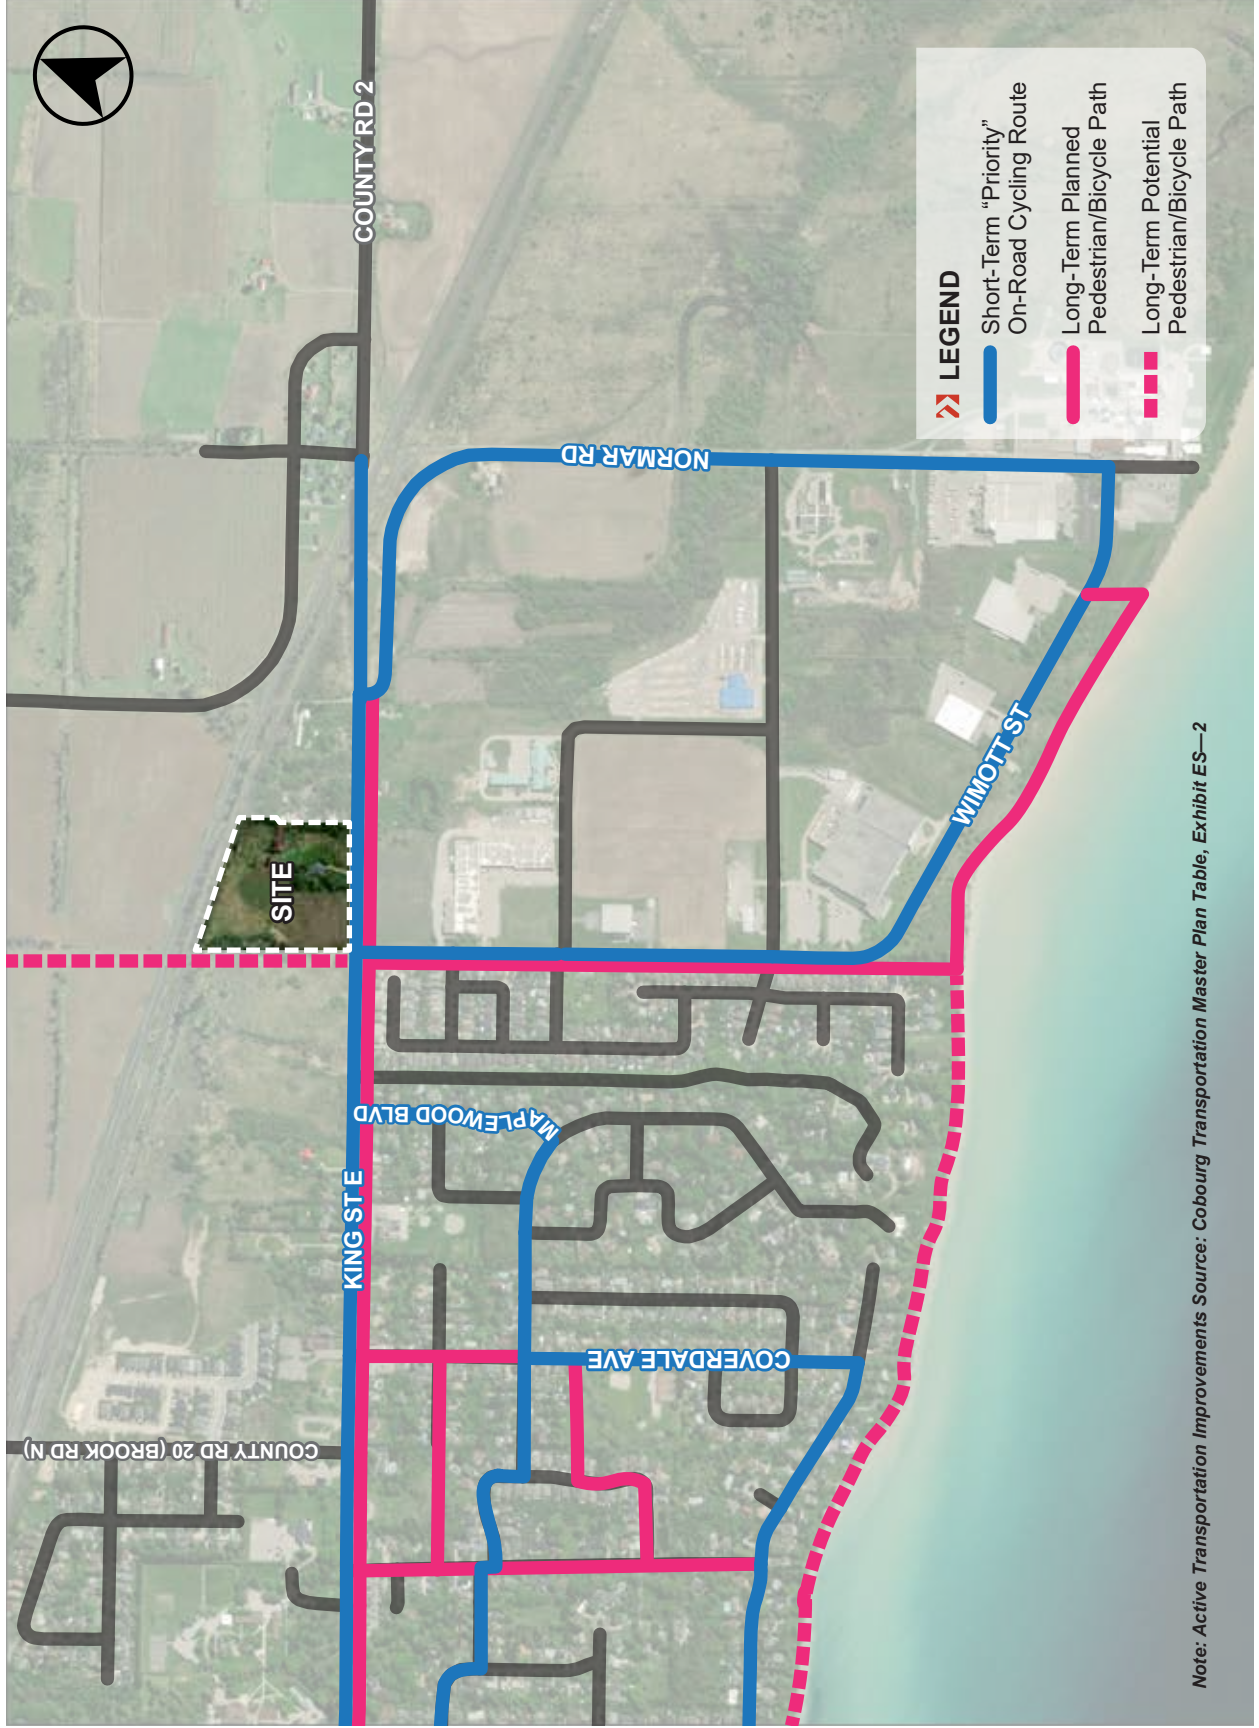 COUNTY RD 2
SITE
NORMAR RD
WIMOTT ST
MAPLEWOOD BLVD
KING ST E
COVERDALE AVE
COUNTY RD 20 (BROOK RD N)
LEGEND
Short-Term “Priority”
On-Road Cycling Route
Long-Term Planned
Pedestrian/Bicycle Path
Long-Term Potential
Pedestrian/Bicycle Path
Note: Active Transportation Improvements Source: Cobourg Transportation Master Plan Table, Exhibit ES—2